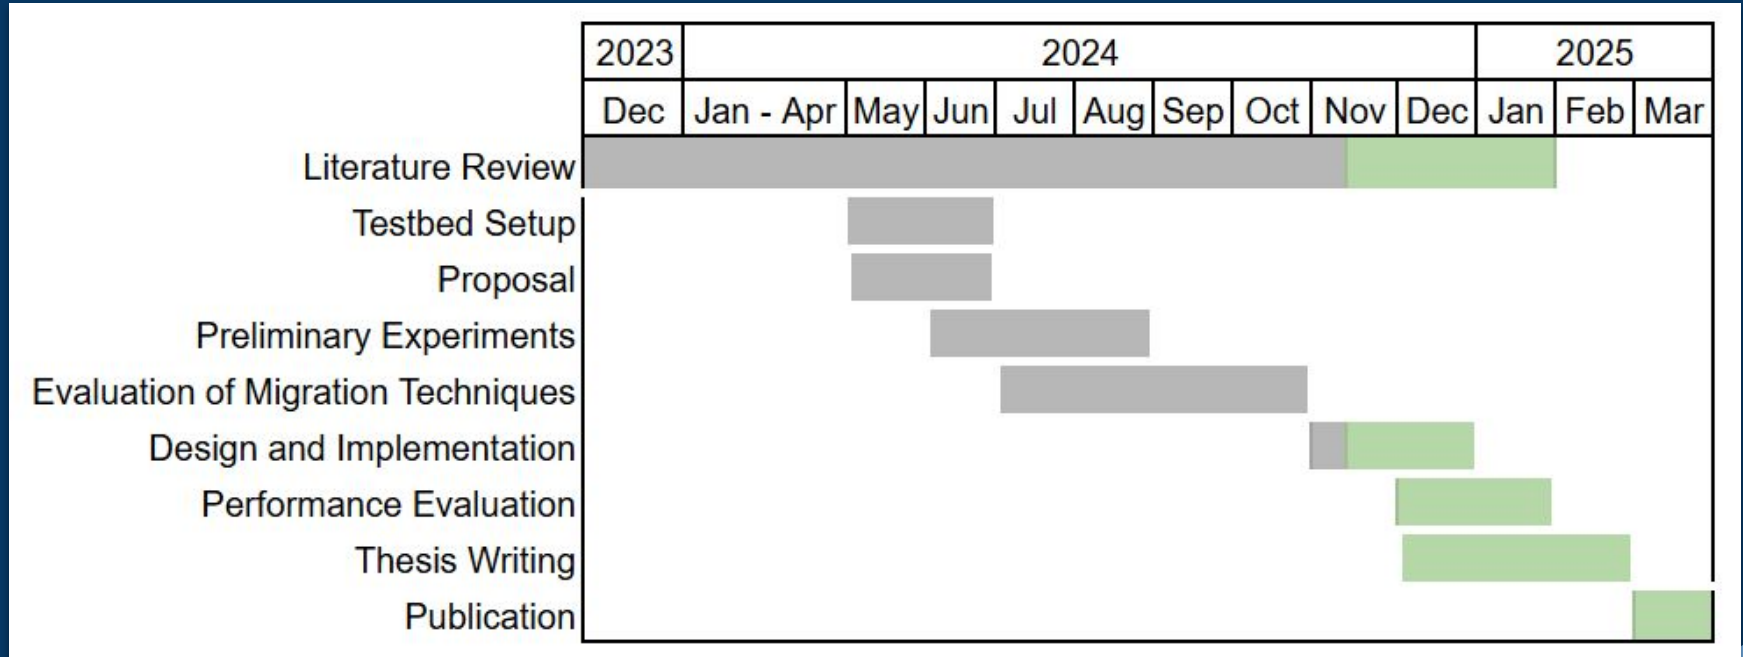 2023 2024 2025
Dec Jan - Apr May Jun Jul Aug Sep Oct Nov Dec Jan Feb Mar
Literature Review
Testbed Setup
Proposal
Preliminary Experiments
Evaluation of Migration Techniques
Design and Implementation
Performance Evaluation
Thesis Writing
Publication